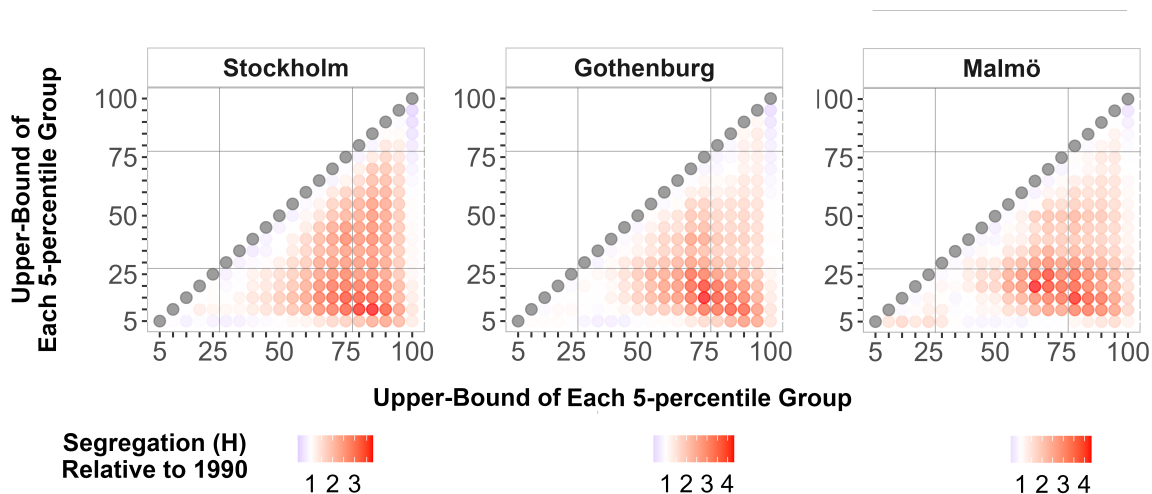 Stockholm
Gothenburg
Malmö
Upper-Bound of
Each 5-percentile Group
100
75
50
25
5
100
75
50
25
5
100
75
50
25
5
5 25 50 75 100
5 25 50 75 100
5 25 50 75 100
Upper-Bound of Each 5-percentile Group
Segregation (H)
Relative to 1990
1 2 3
1 2 3 4
1 2 3 4